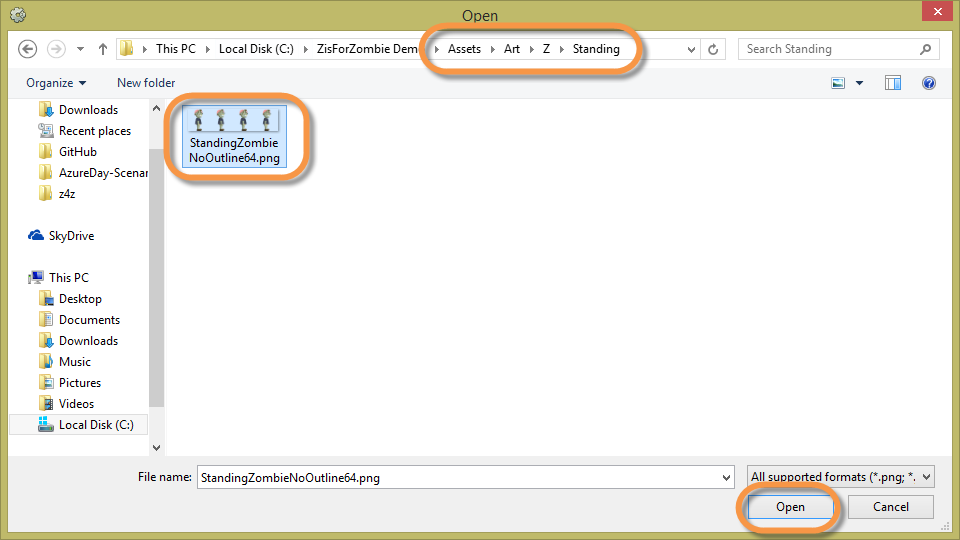 Open
This PC Local Disk (C:) ZisForZombie Dem Assets Art Z Standing
Search Standing
Organize New folder
Downloads
Recent places
GitHub
AzureDay-Scenar
z4z
SkyDrive
This PC
Desktop
Documents
Downloads
Music
Pictures
Videos
Local Disk (C:)
StandingZombie
NoOutline64.png
File name: StandingZombieNoOutline64.png
All supported formats (*.png; *.
Open Cancel